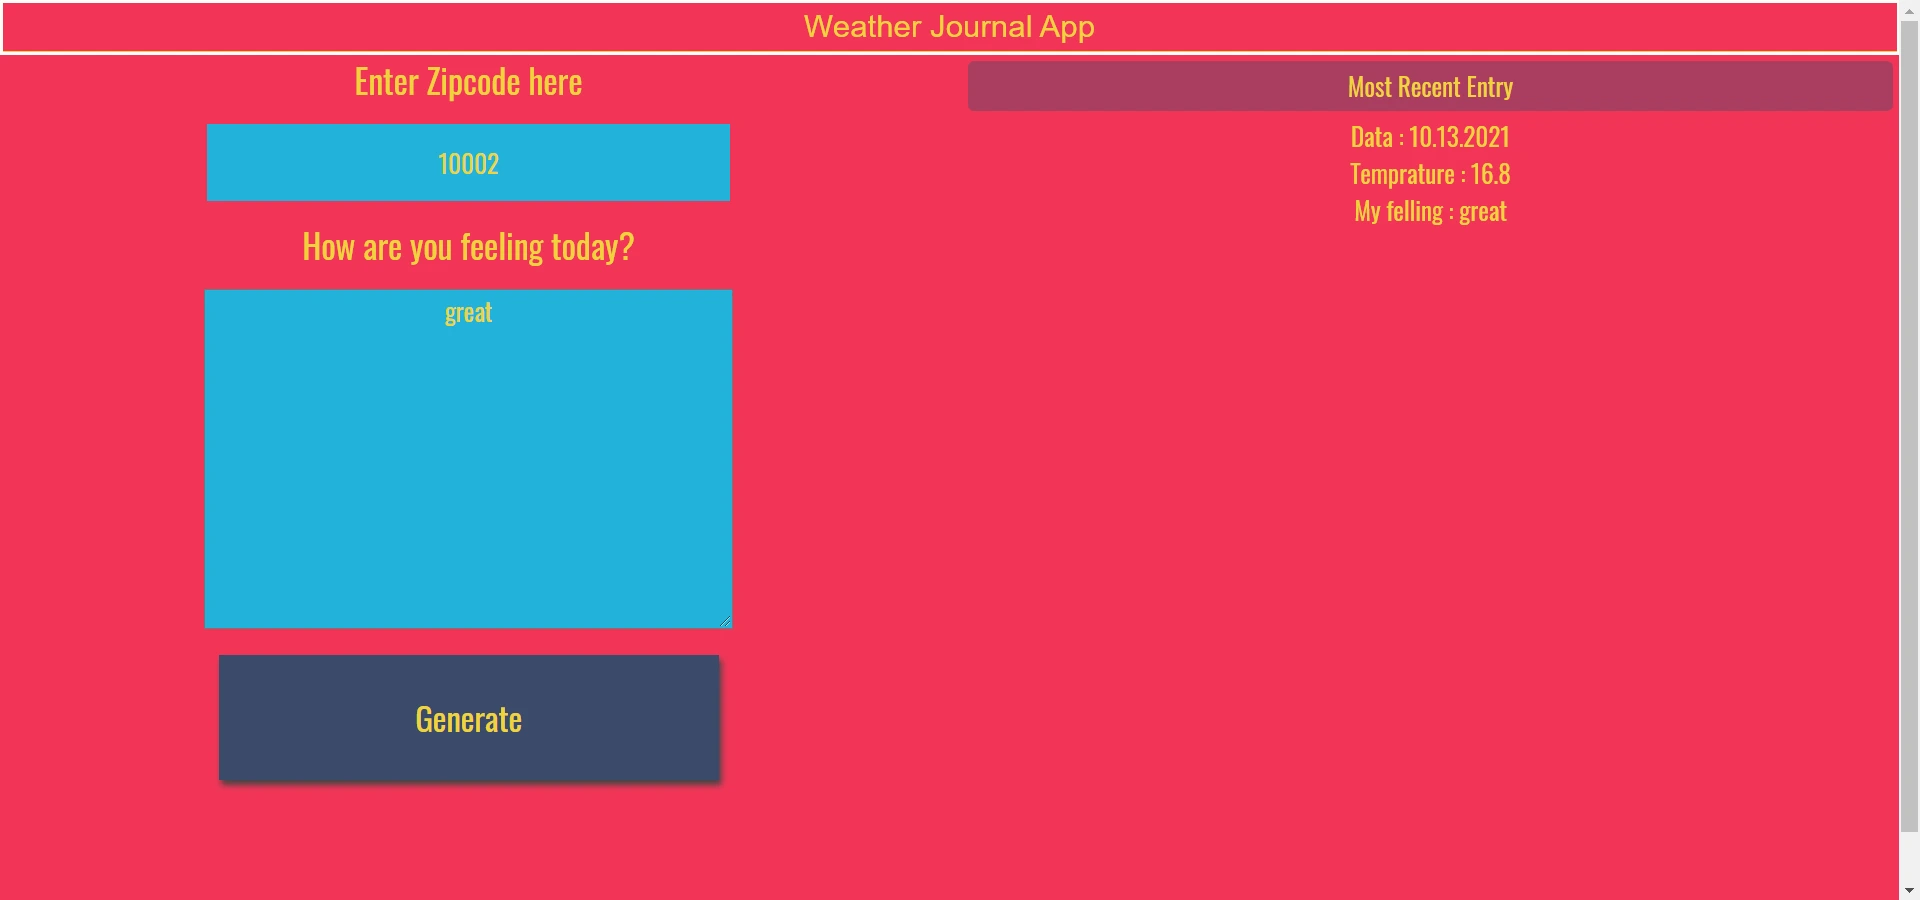 Weather Journal App
Enter Zipcode here
10002
How are you feeling today?
great
Generate
Most Recent Entry
Data : 10.13.2021
Temprature : 16.8
My felling : great